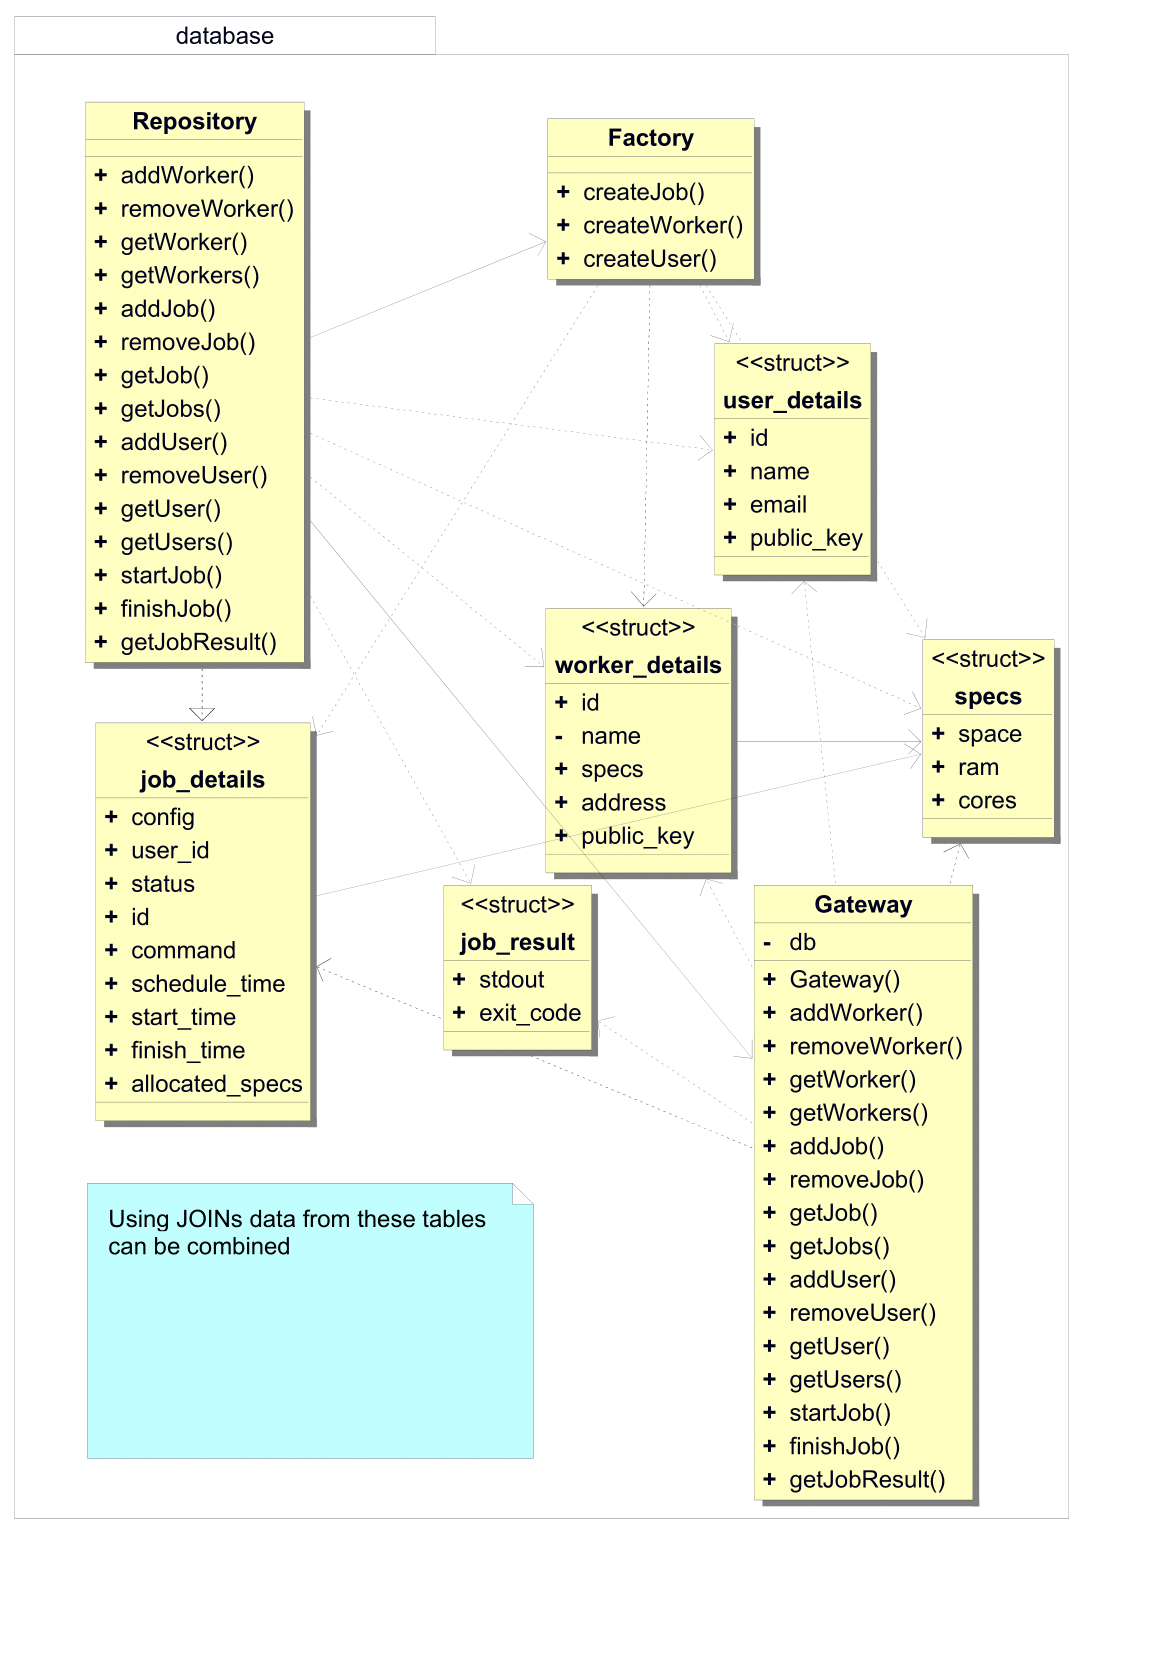 database
Repository
+ addWorker()
+ removeWorker()
+ getWorker()
+ getWorkers()
+ addJob()
+ removeJob()
+ getJob()
+ getJobs()
+ addUser()
+ removeUser()
+ getUser()
+ getUsers()
+ startJob()
+ finishJob()
+ getJobResult()
Factory
+ createJob()
+ createWorker()
+ createUser()
<<struct>>
user_details
+ id
+ name
+ email
+ public_key
<<struct>>
worker_details
+ id
- name
+ specs
+ address
+ public_key
<<struct>>
specs
+ space
+ ram
+ cores
<<struct>>
job_details
+ config
+ user_id
+ status
+ id
+ command
+ schedule_time
+ start_time
+ finish_time
+ allocated_specs
<<struct>>
job_result
+ stdout
+ exit_code
Gateway
- db
+ Gateway()
+ addWorker()
+ removeWorker()
+ getWorker()
+ getWorkers()
+ addJob()
+ removeJob()
+ getJob()
+ getJobs()
+ addUser()
+ removeUser()
+ getUser()
+ getUsers()
+ startJob()
+ finishJob()
+ getJobResult()
Using JOINs data from these tables
can be combined